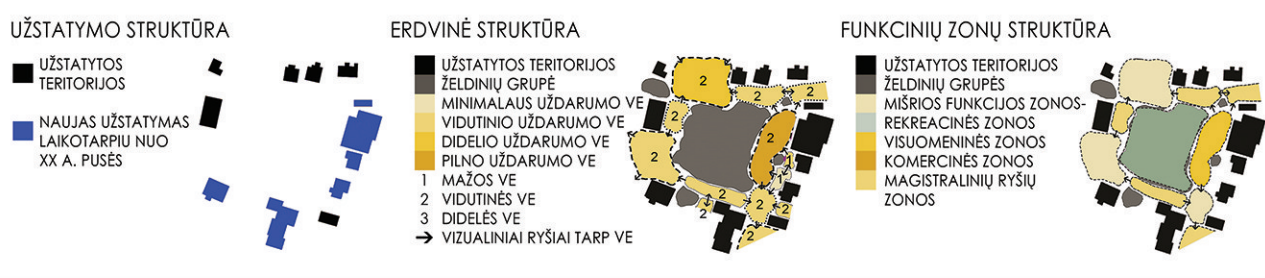 UŽSTATYMO STRUKTŪRA
UŽSTATYTOS
TERITORIJOS
NAUJAS UŽSTATYMAS
LAIKOTARPIU NUO
XX A. PUSĖS
ERDVINĖ STRUKTŪRA
UŽSTATYTOS TERITORIJOS
ŽELDINIŲ GRUPĖ
MINIMALAUS UŽDARUMO VE
VIDUTINIO UŽDARUMO VE
DIDELIO UŽDARUMO VE
PILNO UŽDARUMO VE
1 MAŽOS VE
2 VIDUTINĖS VE
3 DIDELĖS VE
→ VIZUALINIAI RYŠIAI TARP VE
2
2
2
2
2
2
1
2
2
2
2
2
FUNKCINIŲ ZONŲ STRUKTŪRA
UŽSTATYTOS TERITORIJOS
ŽELDINIŲ GRUPĖS
MIŠRIOS FUNKCIJOS ZONOS-
REKREACINĖS ZONOS
VISUOMENINĖS ZONOS
KOMERCINĖS ZONOS
MAGISTRALINIŲ RYŠIŲ
ZONOS